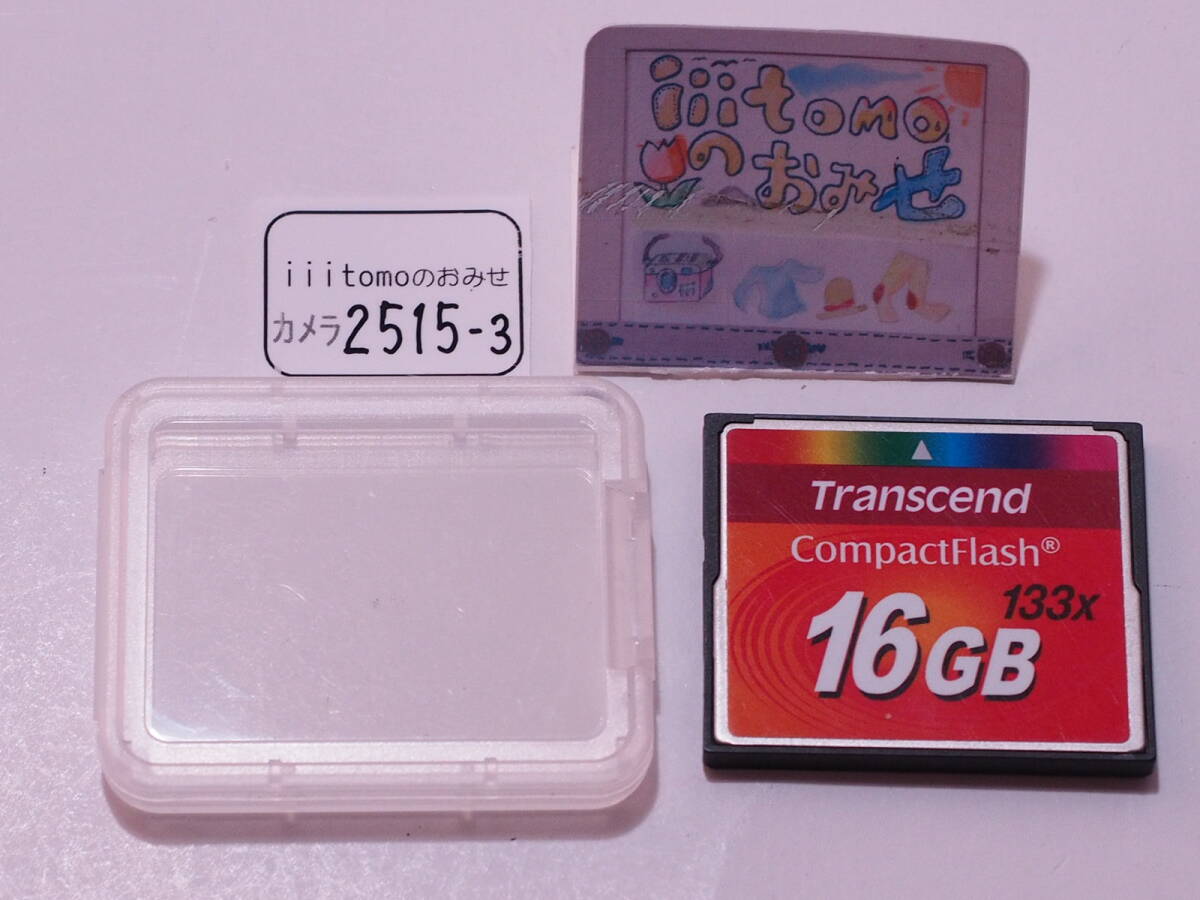 iiitomo
のおみせ
iiitomoのおみせ
カメラ2515-3
Transcend
CompactFlash®
133x
16GB